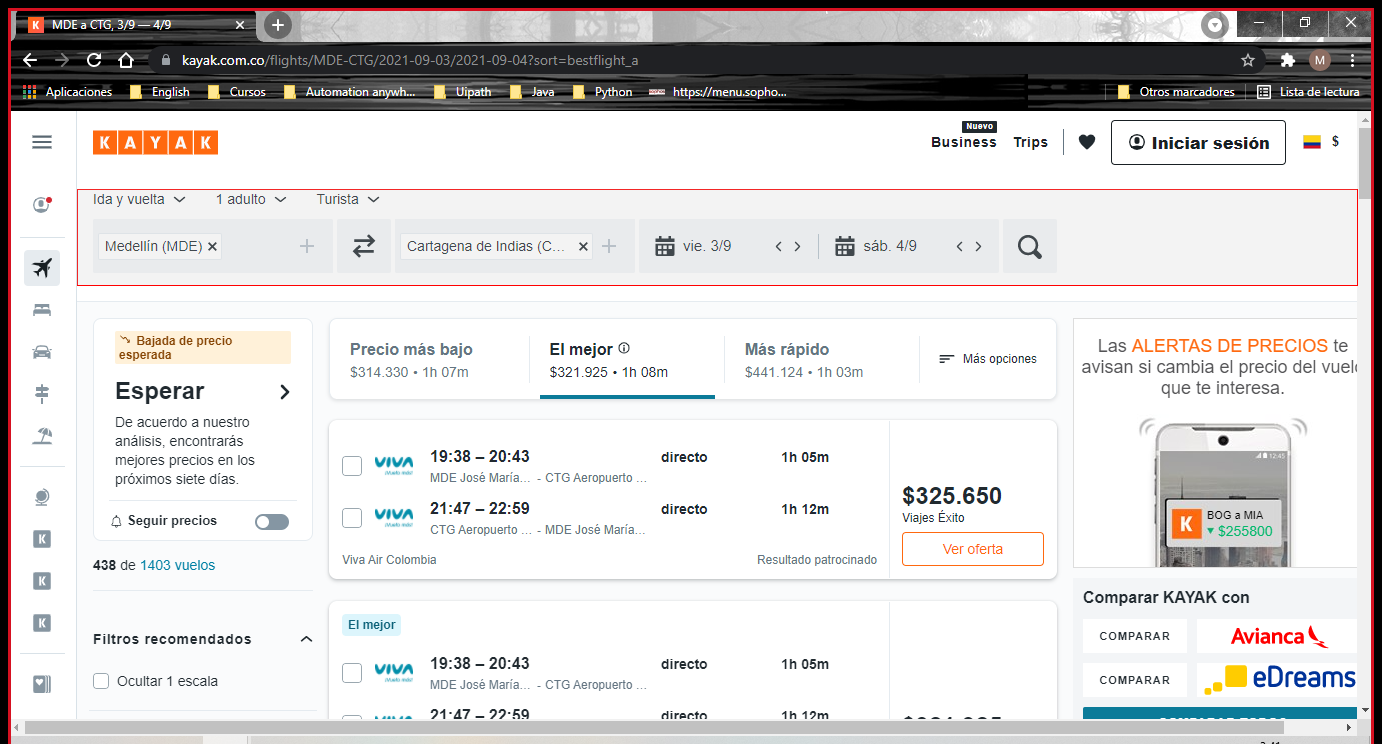 MDE a CTG, 3/9 — 4/9
kayak.com.co/flights/MDE-CTG/2021-09-03/2021-09-04?sort=bestflight_a
M
Aplicaciones English Cursos Automation anywh... Uipath Java Python https://menu.sopho... Otros marcadores Lista de lectura
KAYAK
Nuevo
Business Trips Iniciar sesión $
Ida y vuelta 1 adulto Turista
Medellín (MDE) Cartagena de Indias (C... vie. 3/9 sáb. 4/9
Bajada de precio
esperada
Esperar
De acuerdo a nuestro
análisis, encontrarás
mejores precios en los
próximos siete días.
Seguir precios
438 de 1403 vuelos
Filtros recomendados
Ocultar 1 escala
Precio más bajo
$314.330 • 1h 07m
El mejor
$321.925 • 1h 08m
Más rápido
$441.124 • 1h 03m
Más opciones
VIVA
19:38 – 20:43 directo 1h 05m
MDE José María... - CTG Aeropuerto ...
VIVA
21:47 – 22:59 directo 1h 12m
CTG Aeropuerto ... - MDE José María...
Viva Air Colombia Resultado patrocinado
$325.650
Viajes Éxito
Ver oferta
El mejor
VIVA
19:38 – 20:43 directo 1h 05m
MDE José María... - CTG Aeropuerto ...
21:47 – 22:59 directo 1h 12m
Las ALERTAS DE PRECIOS te
avisan si cambia el precio del vuelo
que te interesa.
12:45
K
BOG a MIA
$255800
Comparar KAYAK con
COMPARAR Avianca
COMPARAR eDreams